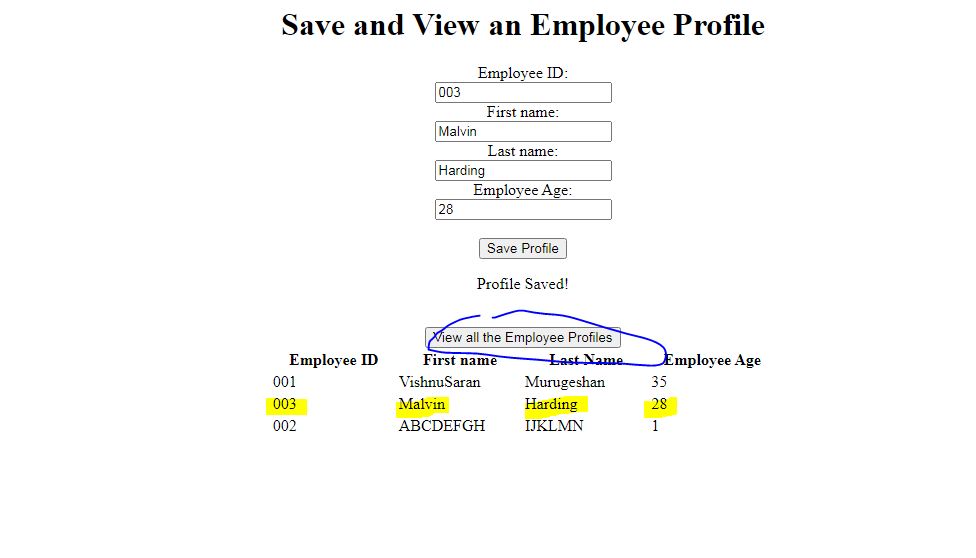 Save and View an Employee Profile
Employee ID:
003
First name:
Malvin
Last name:
Harding
Employee Age:
28
Save Profile
Profile Saved!
View all the Employee Profiles
Employee ID First name Last Name Employee Age
001 VishnuSaran Murugeshan 35
003 Malvin Harding 28
002 ABCDEFGH IJKLMN 1